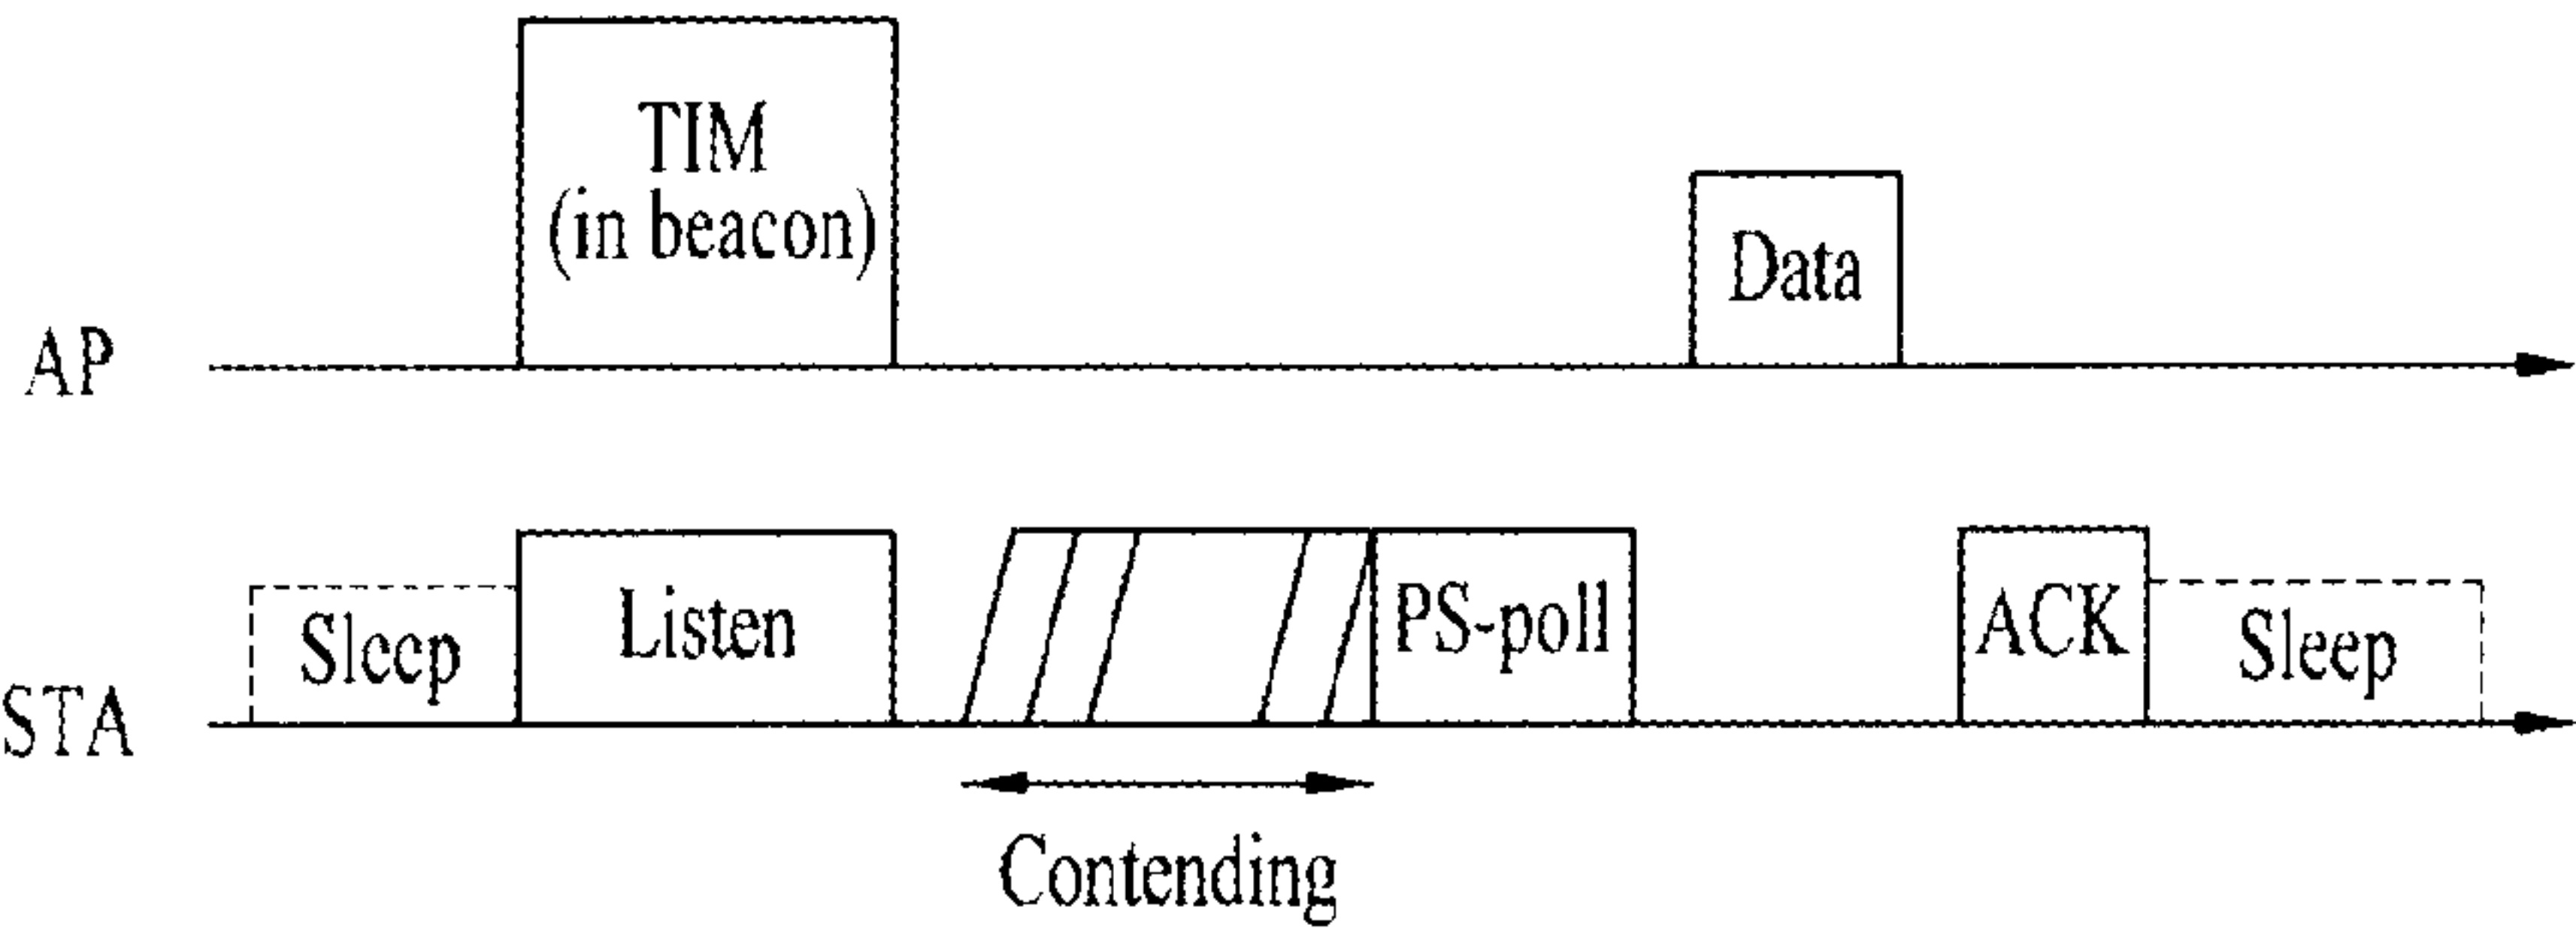 TIM
(in beacon)
Data
AP
Sleep
Listen
PS-poll
ACK
Sleep
STA
Contending